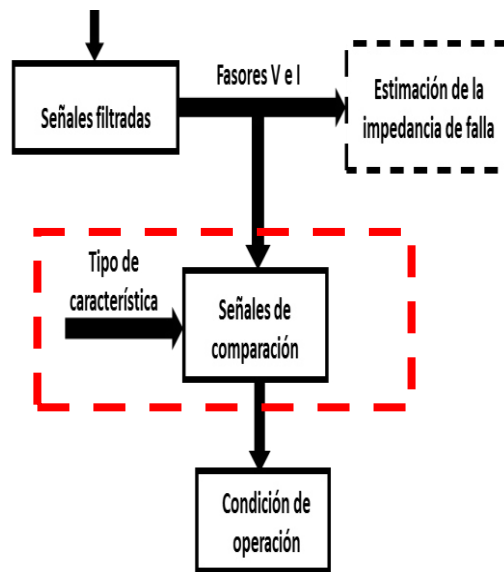 Señales filtradas
Fasores V e I
Estimación de la
impedancia de falla
Tipo de
característica
Señales de
comparación
Condición de
operación